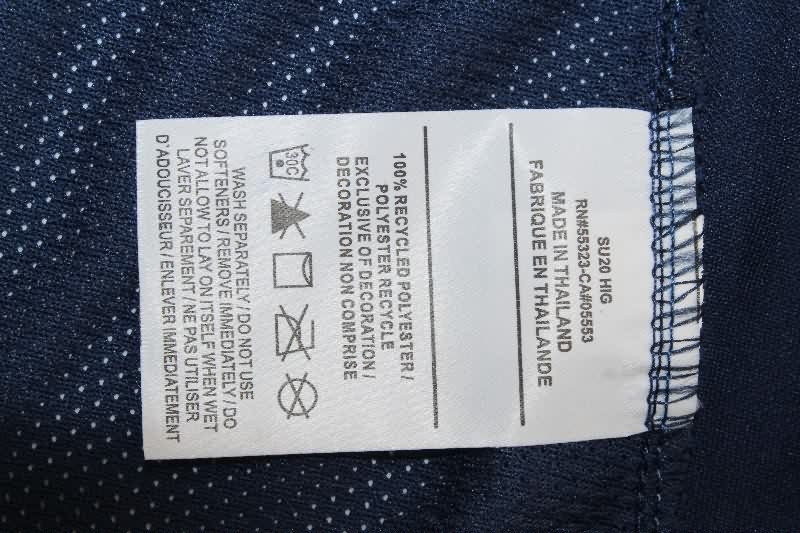 SU20 HIG
RN#55323-CA#05553
MADE IN THAILAND
FABRIQUE EN THAILANDE
100% RECYCLED POLYESTER /
POLYESTER RECYCLE
EXCLUSIVE OF DECORATION /
DECORATION NON COMPRISE
30C
WASH SEPARATELY / DO NOT USE
SOFTENERS / REMOVE IMMEDIATELY / DO
NOT ALLOW TO LAY ON ITSELF WHEN WET
LAVER SEPAREMENT / NE PAS UTILISER
D'ADOUCISSEUR / ENLEVER IMMEDIATEMENT